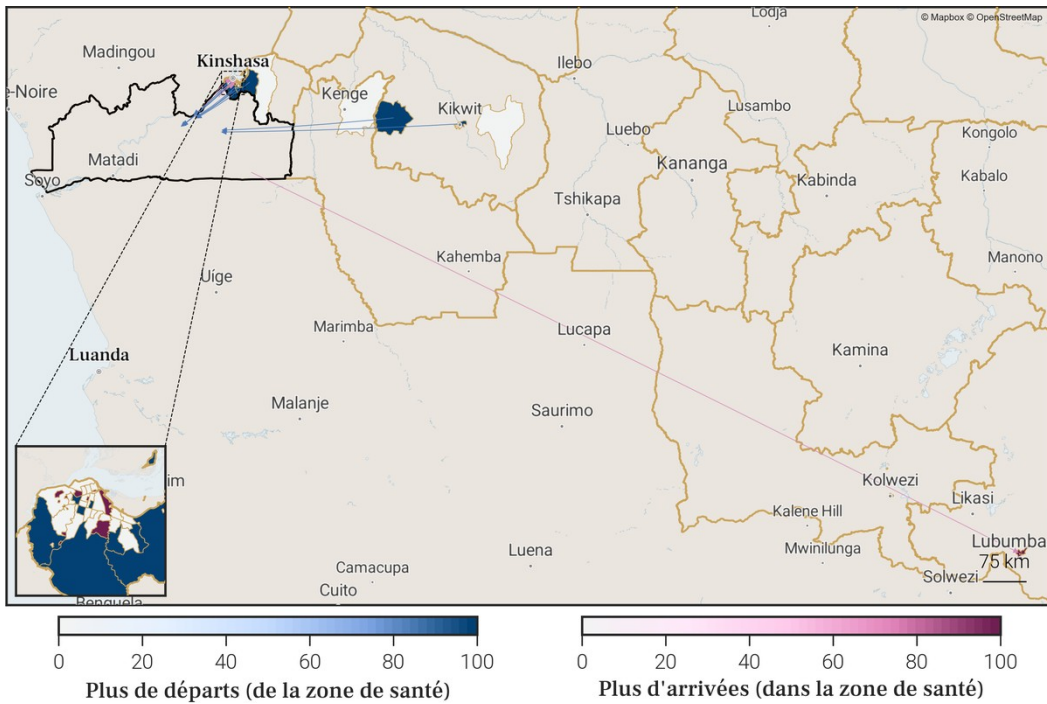 © Mapbox © OpenStreetMap
Lodja
Madingou
Kinshasa
Ilebo
e-Noire
Kenge
Kikwit
Lusambo
Luebo
Kongolo
Matadi
Kananga
Soyo
Kabinda
Kabalo
Tshikapa
Kahemba
Manono
Uíge
Marimba
Lucapa
Luanda
Kamina
Malanje
Saurimo
im
Kolwezi
Likasi
Kalene Hill
Luena
Mwinilunga
Lubumba
75 km
Camacupa
Solwezi
Cuito
Benguela
0 20 40 60 80 100
Plus de départs (de la zone de santé)
0 20 40 60 80 100
Plus d'arrivées (dans la zone de santé)